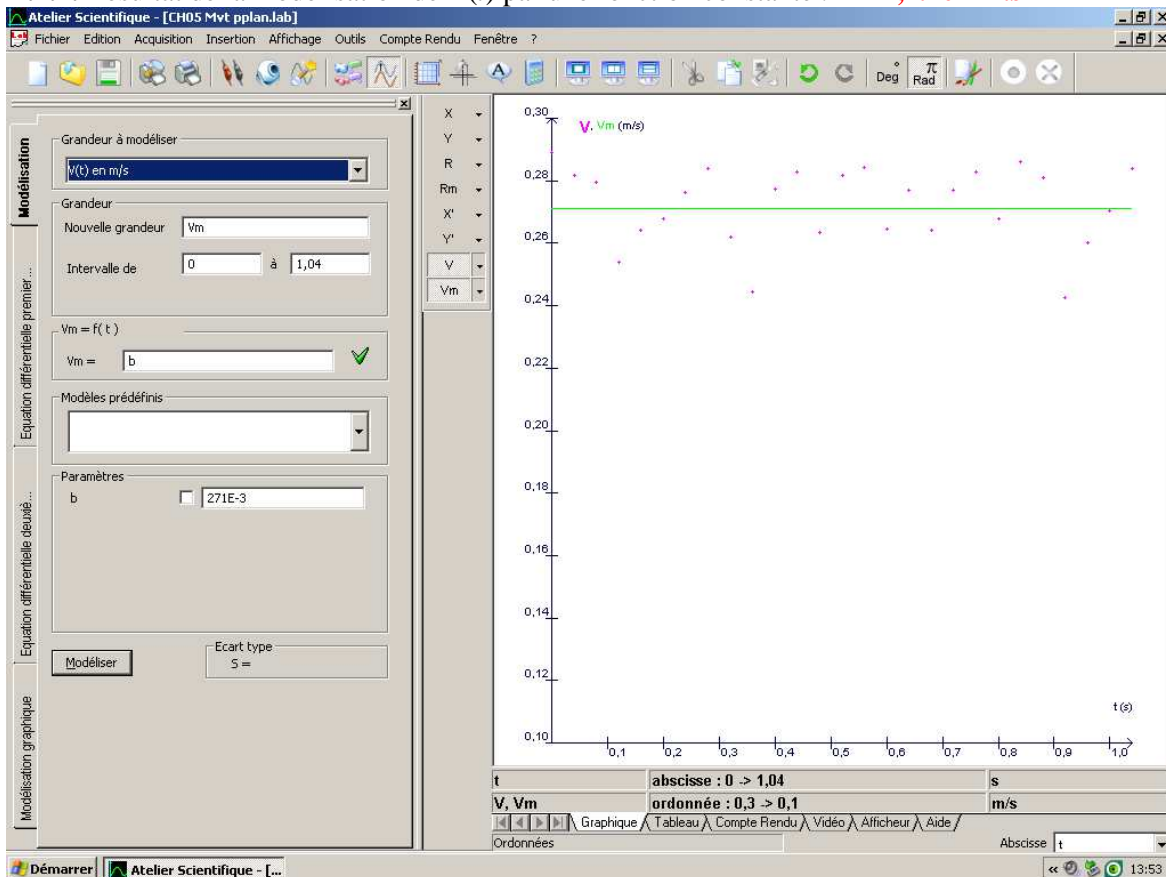 Atelier Scientifique - [CH05 Mvt pplan.lab]
Fichier Edition Acquisition Insertion Affichage Outils Compte Rendu Fenêtre ?
Deg° π Rad
Modélisation
Equation différentielle premier ...
Equation différentielle deuxiè...
Modélisation graphique
Grandeur à modéliser
V(t) en m/s
Grandeur
Nouvelle grandeur Vm
Intervalle de 0 à 1,04
Vm = f( t )
Vm = b
Modèles prédéfinis
Paramètres
b 271E-3
Modéliser
Ecart type
S =
X
Y
R
Rm
X'
Y'
V
Vm
V, Vm (m/s)
0,30
0,28
0,26
0,24
0,22
0,20
0,18
0,16
0,14
0,12
0,10
0,1 0,2 0,3 0,4 0,5 0,6 0,7 0,8 0,9 1,0
t (s)
t abscisse : 0 -> 1,04 s
V, Vm ordonnée : 0,3 -> 0,1 m/s
Graphique Tableau Compte Rendu Vidéo Afficheur Aide
Ordonnées Abscisse t
Démarrer Atelier Scientifique - [... « 13:53